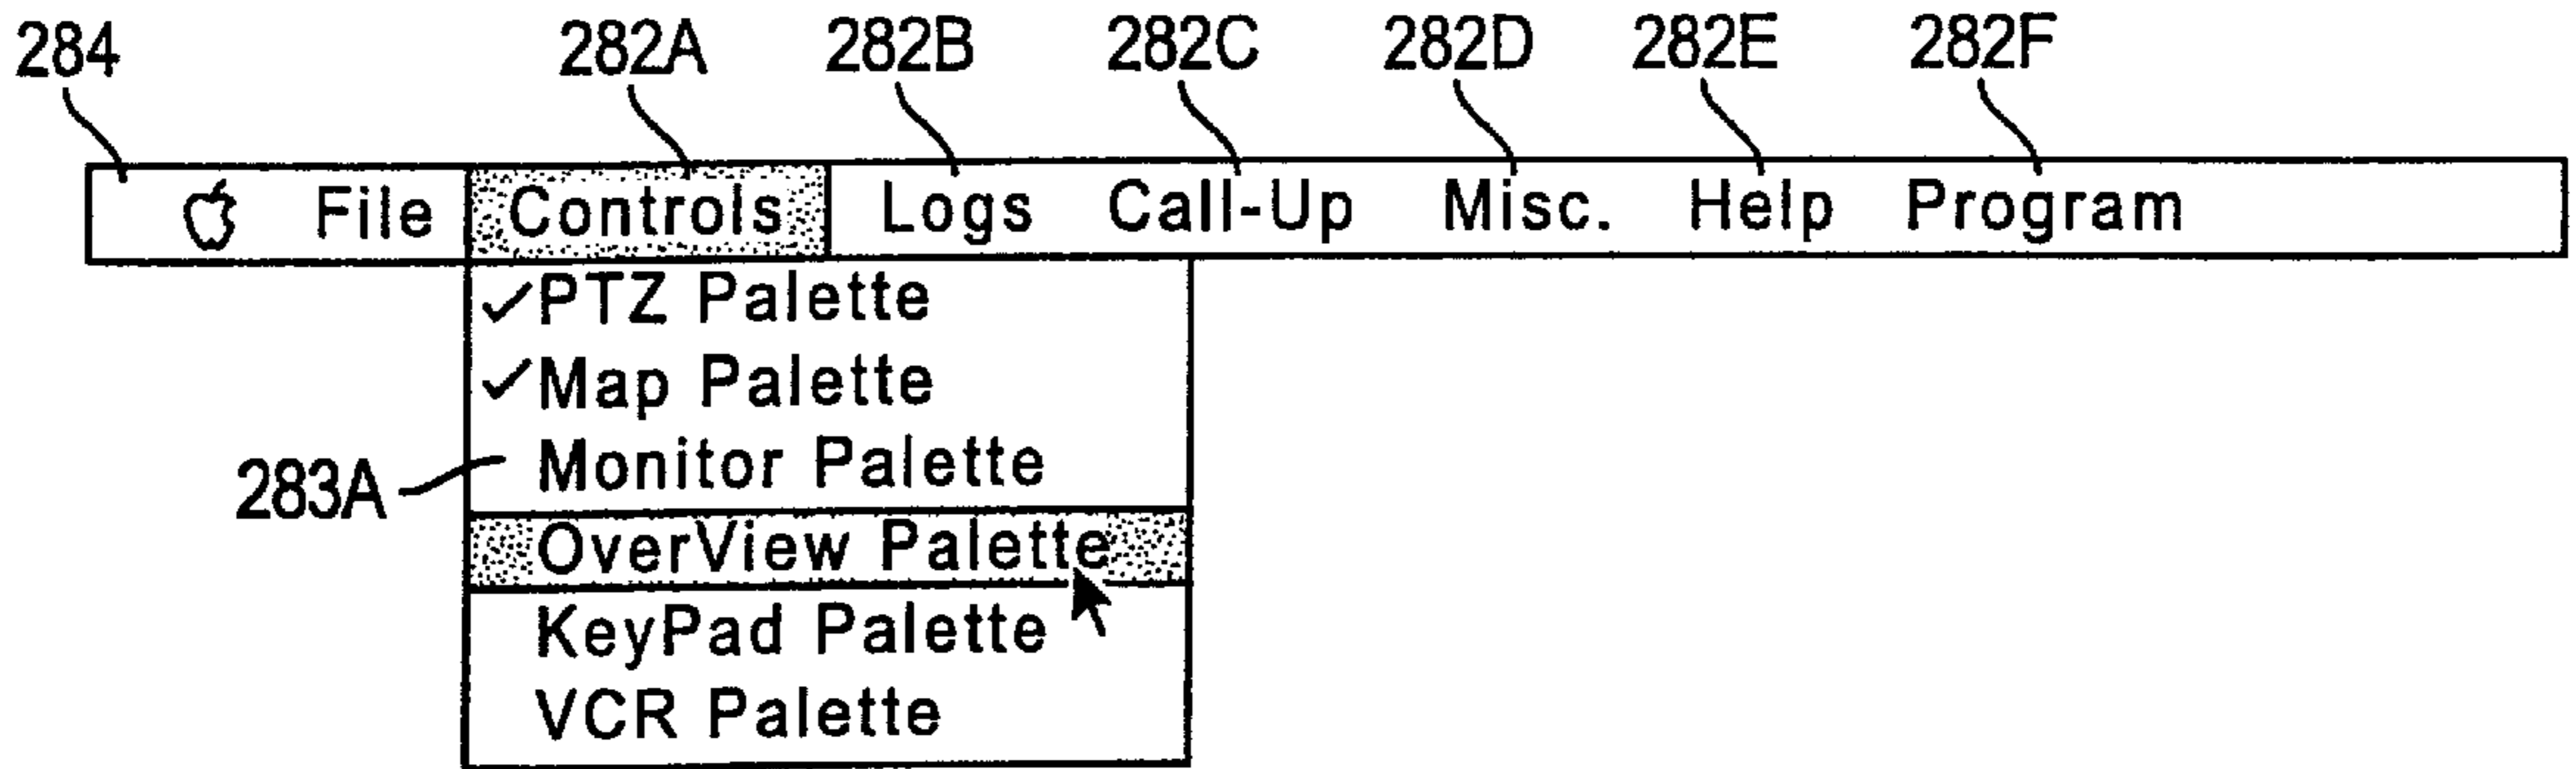 284 282A 282B 282C 282D 282E 282F
File Controls Logs Call-Up Misc. Help Program
✓PTZ Palette
✓Map Palette
Monitor Palette
283A
OverView Palette
KeyPad Palette
VCR Palette